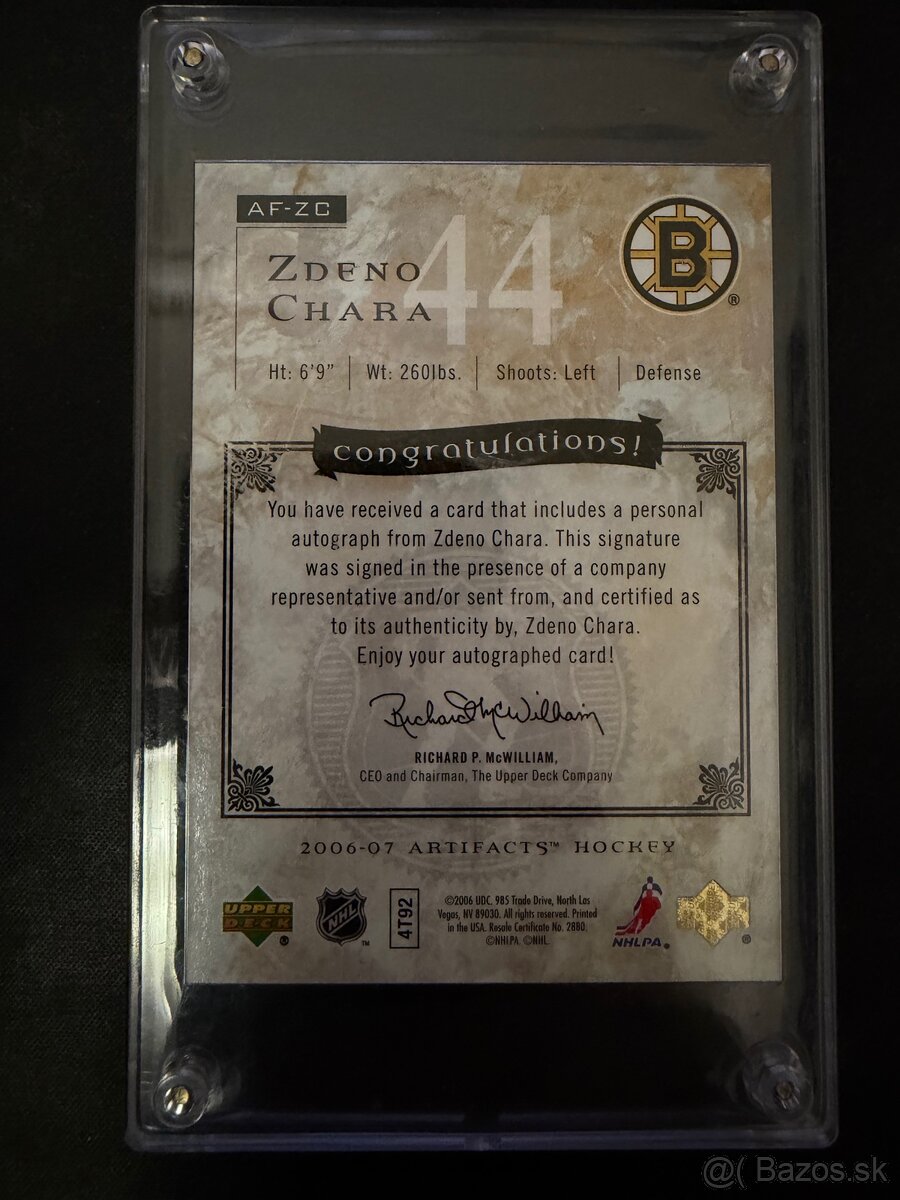 AF-ZC
44
ZDENO
CHARA
B
®
Ht: 6'9" Wt: 260lbs. Shoots: Left Defense
congratulations!
You have received a card that includes a personal
autograph from Zdeno Chara. This signature
was signed in the presence of a company
representative and/or sent from, and certified as
to its authenticity by, Zdeno Chara.
Enjoy your autographed card!
Richard McWilliam
RICHARD P. McWILLIAM,
CEO and Chairman, The Upper Deck Company
2006-07 ARTIFACTS™ HOCKEY
UPPER
DECK
®
NHL
™
4T92
©2006 UDC. 985 Trade Drive, North Las
Vegas, NV 89030. All rights reserved. Printed
in the USA. Resale Certificate No. 2880.
©NHLPA ©NHL.
NHLPA®
®
@( Bazos.sk